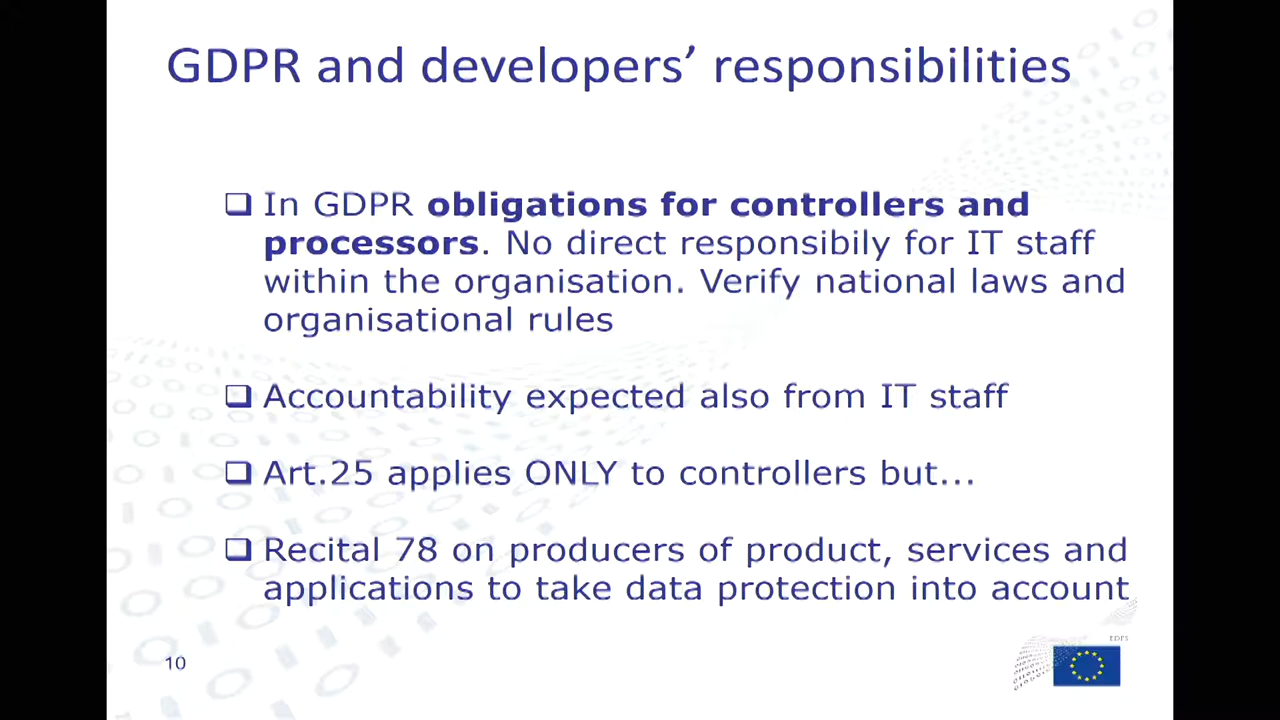 GDPR and developers’ responsibilities
❑ In GDPR obligations for controllers and
processors. No direct responsibily for IT staff
within the organisation. Verify national laws and
organisational rules
❑ Accountability expected also from IT staff
❑ Art.25 applies ONLY to controllers but...
❑ Recital 78 on producers of product, services and
applications to take data protection into account
EDPS
10